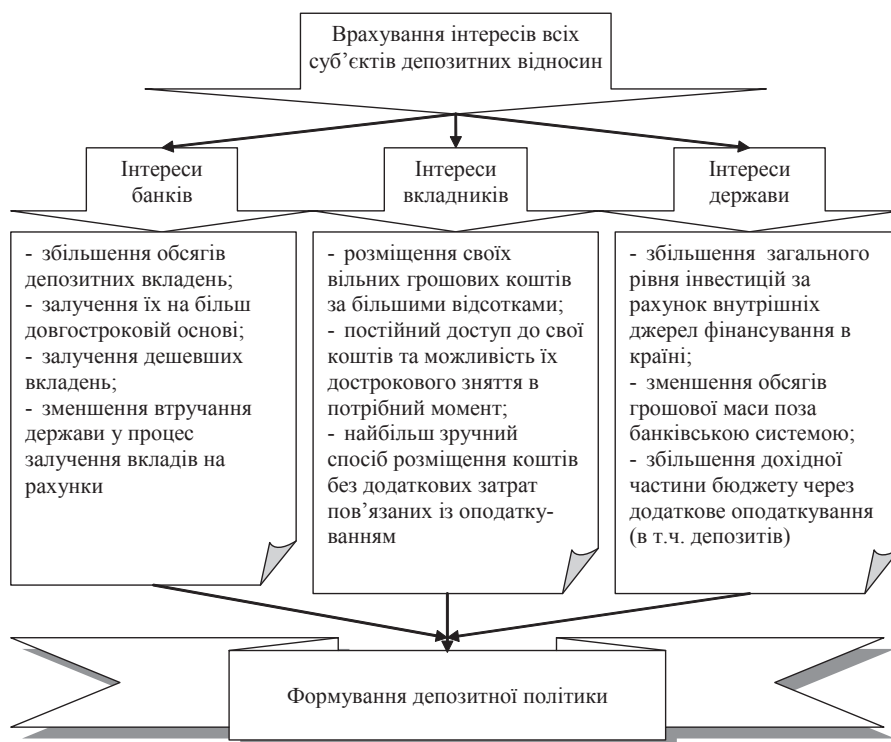 Врахування інтересів всіх
суб’єктів депозитних відносин
Інтереси
банків
Інтереси
вкладників
Інтереси
держави
- збільшення обсягів
депозитних вкладень;
- залучення їх на більш
довгостроковій основі;
- залучення дешевших
вкладень;
- зменшення втручання
держави у процес
залучення вкладів на
рахунки
- розміщення своїх
вільних грошових коштів
за більшими відсотками;
- постійний доступ до свої
коштів та можливість їх
дострокового зняття в
потрібний момент;
- найбільш зручний
спосіб розміщення коштів
без додаткових затрат
пов’язаних із оподатку-
ванням
- збільшення загального
рівня інвестицій за
рахунок внутрішніх
джерел фінансування в
країні;
- зменшення обсягів
грошової маси поза
банківською системою;
- збільшення дохідної
частини бюджету через
додаткове оподаткування
(в т.ч. депозитів)
Формування депозитної політики